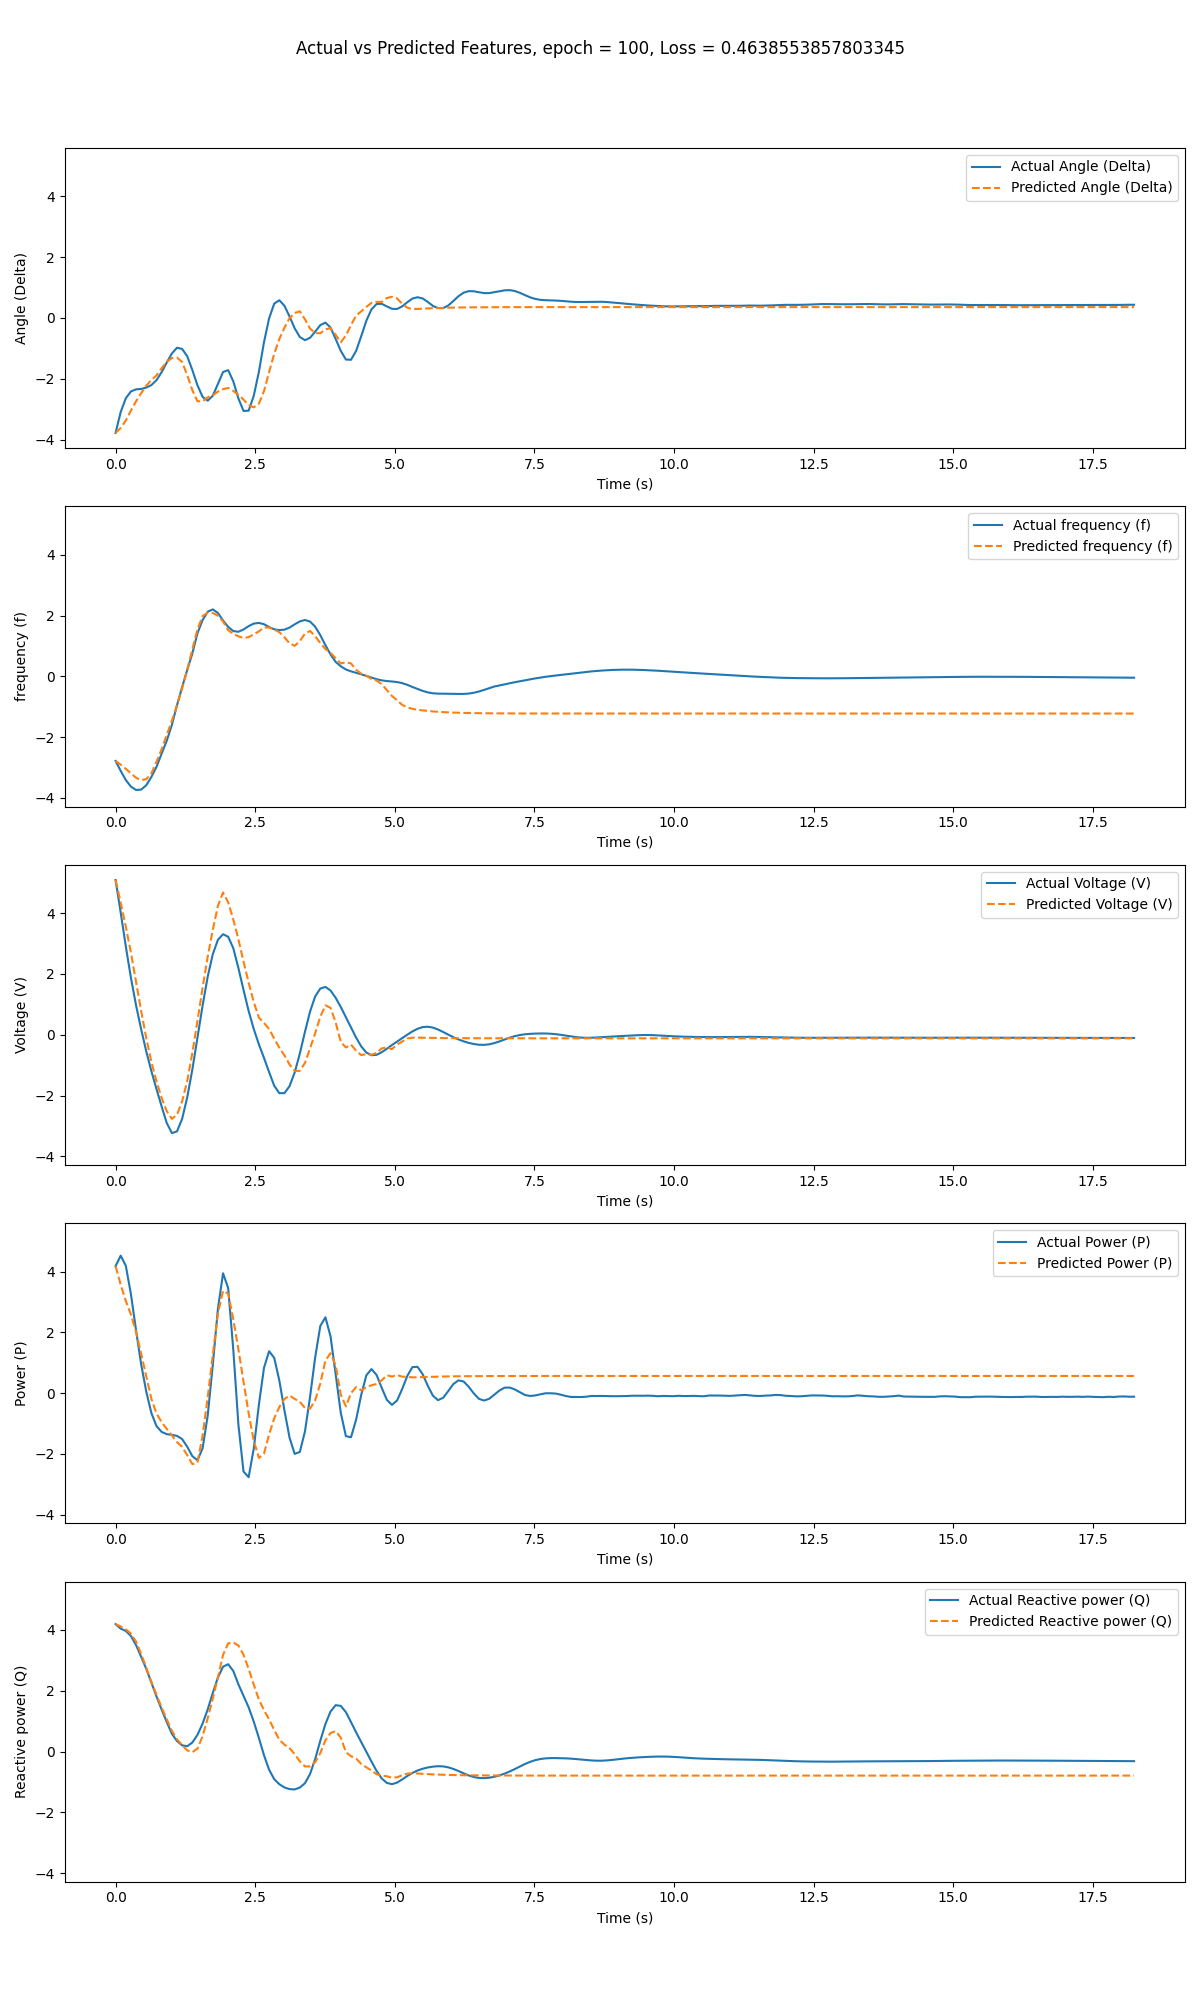 Actual vs Predicted Features, epoch = 100, Loss = 0.4638553857803345
Actual Angle (Delta)
Predicted Angle (Delta)
Angle (Delta)
4
2
0
−2
−4
0.0 2.5 5.0 7.5 10.0 12.5 15.0 17.5
Time (s)
Actual frequency (f)
Predicted frequency (f)
frequency (f)
4
2
0
−2
−4
0.0 2.5 5.0 7.5 10.0 12.5 15.0 17.5
Time (s)
Actual Voltage (V)
Predicted Voltage (V)
Voltage (V)
4
2
0
−2
−4
0.0 2.5 5.0 7.5 10.0 12.5 15.0 17.5
Time (s)
Actual Power (P)
Predicted Power (P)
Power (P)
4
2
0
−2
−4
0.0 2.5 5.0 7.5 10.0 12.5 15.0 17.5
Time (s)
Actual Reactive power (Q)
Predicted Reactive power (Q)
Reactive power (Q)
4
2
0
−2
−4
0.0 2.5 5.0 7.5 10.0 12.5 15.0 17.5
Time (s)